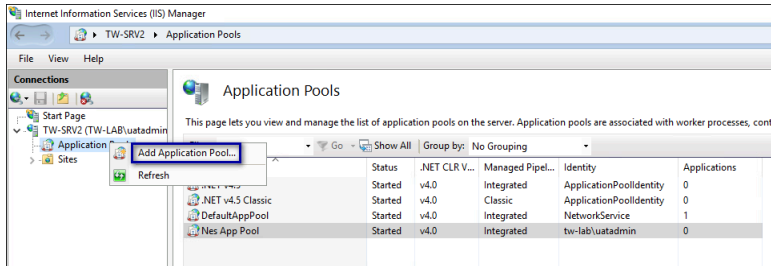 Internet Information Services (IIS) Manager
TW-SRV2 Application Pools
File View Help
Connections
Start Page
TW-SRV2 (TW-LAB\uatadmin
Application
Sites
Add Application Pool...
Refresh
Application Pools
This page lets you view and manage the list of application pools on the server. Application pools are associated with worker processes, cont
Go Show All Group by: No Grouping
Status .NET CLR V... Managed Pipel... Identity Applications
Started v4.0 Integrated ApplicationPoolIdentity 0
.NET v4.5 Classic Started v4.0 Classic ApplicationPoolIdentity 0
DefaultAppPool Started v4.0 Integrated NetworkService 1
Nes App Pool Started v4.0 Integrated tw-lab\uatadmin 0